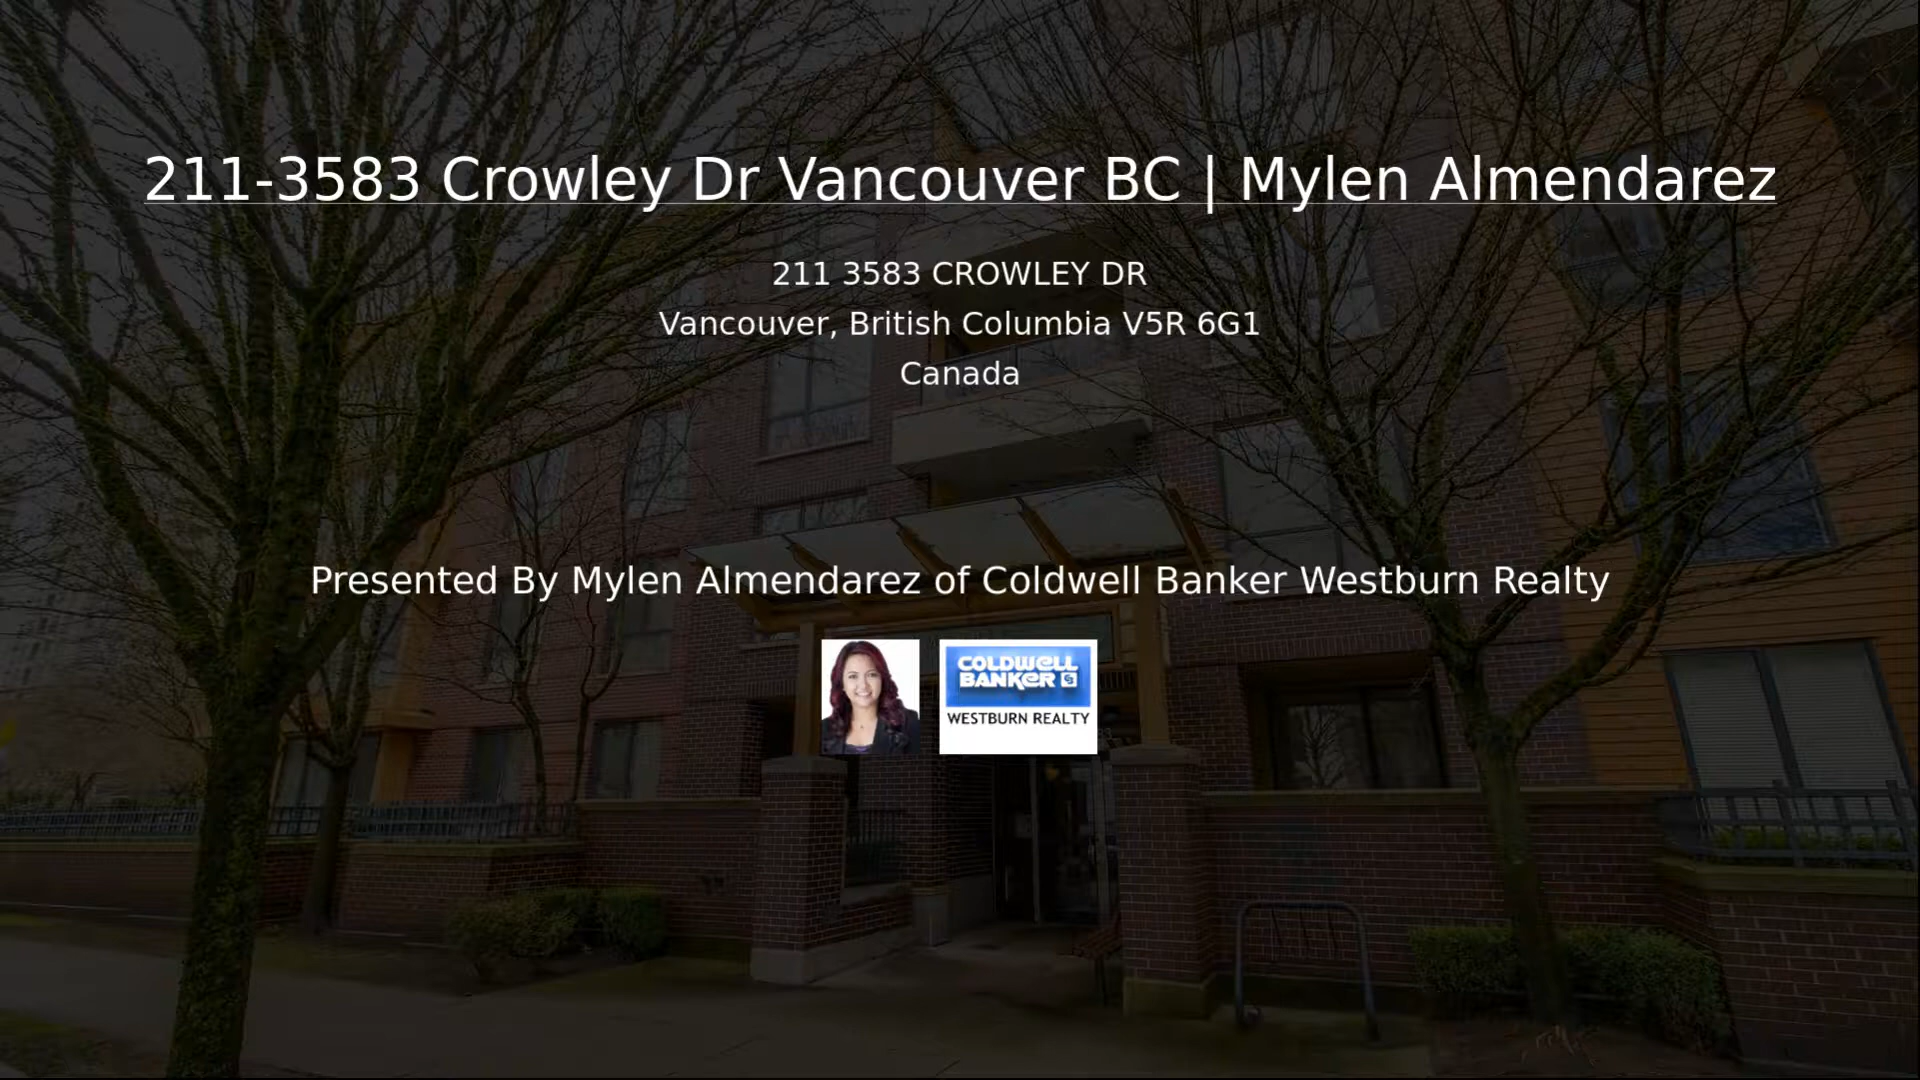 211-3583 Crowley Dr Vancouver BC | Mylen Almendarez
211 3583 CROWLEY DR
Vancouver, British Columbia V5R 6G1
Canada
Presented By Mylen Almendarez of Coldwell Banker Westburn Realty
COLDWELL
BANKER CB
WESTBURN REALTY